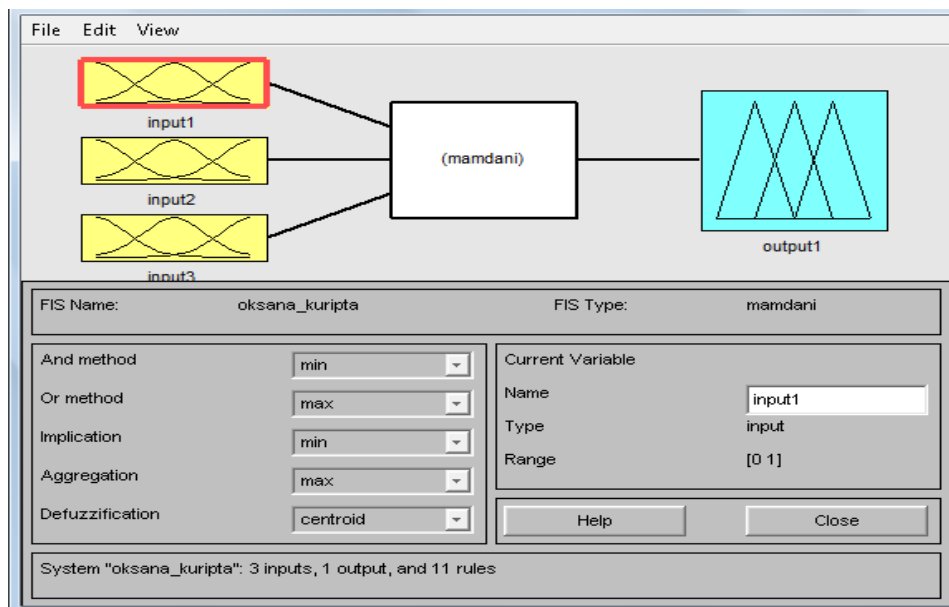 File Edit View
input1
(mamdani)
input2
output1
input3
FIS Name: oksana_kuripta FIS Type: mamdani
And method min
Or method max
Implication min
Aggregation max
Defuzzification centroid
Current Variable
Name input1
Type input
Range [0 1]
Help Close
System "oksana_kuripta": 3 inputs, 1 output, and 11 rules